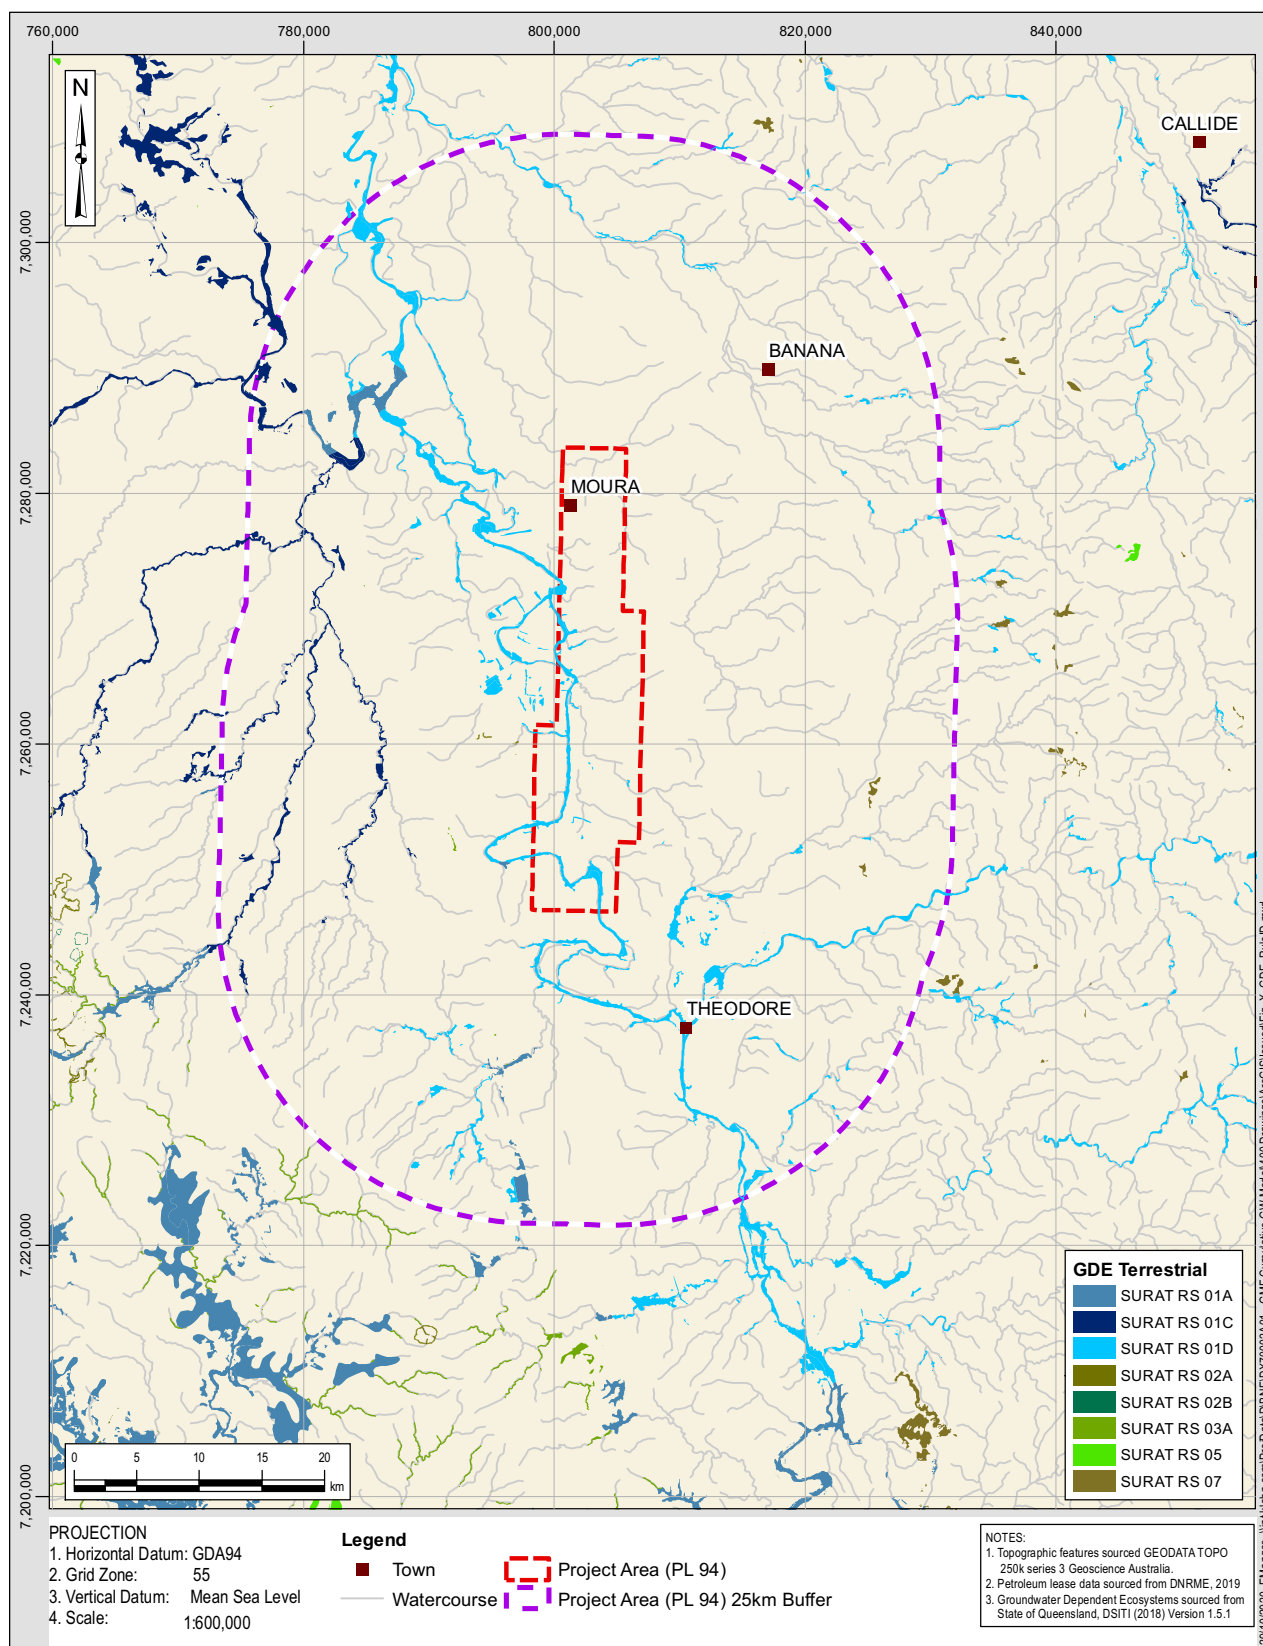 760,000
780,000
800,000
820,000
840,000
N
CALLIDE
7,300,000
BANANA
7,280,000
MOURA
7,260,000
7,240,000
THEODORE
7,220,000
7,200,000
GDE Terrestrial
SURAT RS 01A
SURAT RS 01C
SURAT RS 01D
SURAT RS 02A
SURAT RS 02B
SURAT RS 03A
SURAT RS 05
SURAT RS 07
0 5 10 15 20
km
PROJECTION
1. Horizontal Datum: GDA94
2. Grid Zone: 55
3. Vertical Datum: Mean Sea Level
4. Scale: 1:600,000
Legend
Town
Watercourse
Project Area (PL 94)
Project Area (PL 94) 25km Buffer
NOTES:
1. Topographic features sourced GEODATA TOPO
250k series 3 Geoscience Australia.
2. Petroleum lease data sourced from DNRME, 2019
3. Groundwater Dependent Ecosystems sourced from
State of Queensland, DSITI (2018) Version 1.5.1